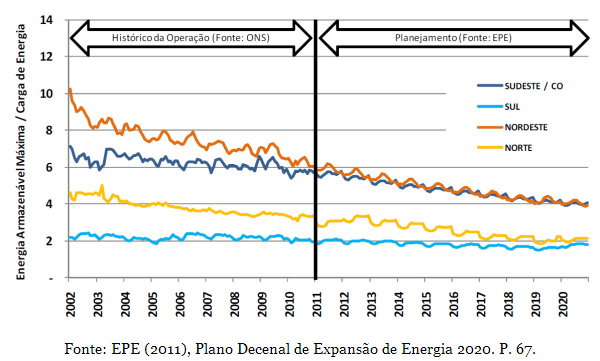 14
12
10
8
6
4
2
-
Energia Armazenável Máxima / Carga de Energia
Histórico da Operação (Fonte: ONS)
Planejamento (Fonte: EPE)
SUDESTE / CO
SUL
NORDESTE
NORTE
2002 2003 2004 2005 2006 2007 2008 2009 2010 2011 2012 2013 2014 2015 2016 2017 2018 2019 2020
Fonte: EPE (2011), Plano Decenal de Expansão de Energia 2020. P. 67.